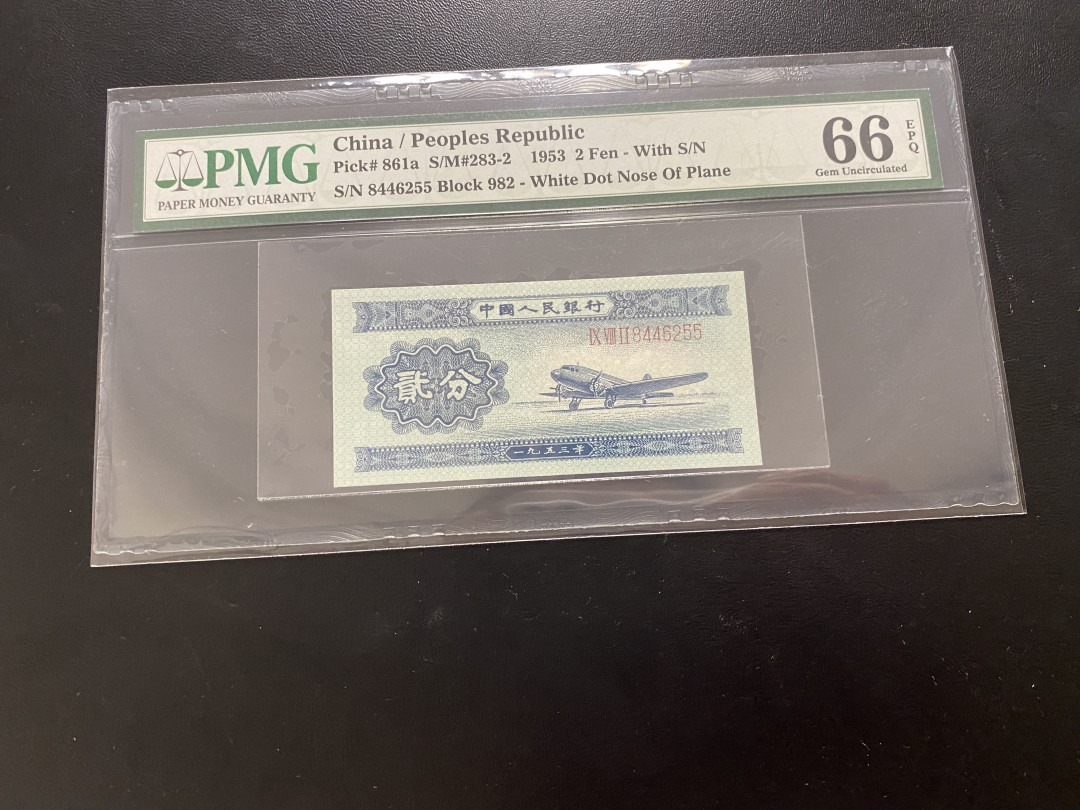 PMG
PAPER MONEY GUARANTY
China / Peoples Republic
Pick# 861a S/M#283-2 1953 2 Fen - With S/N
S/N 8446255 Block 982 - White Dot Nose Of Plane
66 EPQ
Gem Uncirculated
中國人民銀行
IX VIII II 8446255
貳分
一九五三年